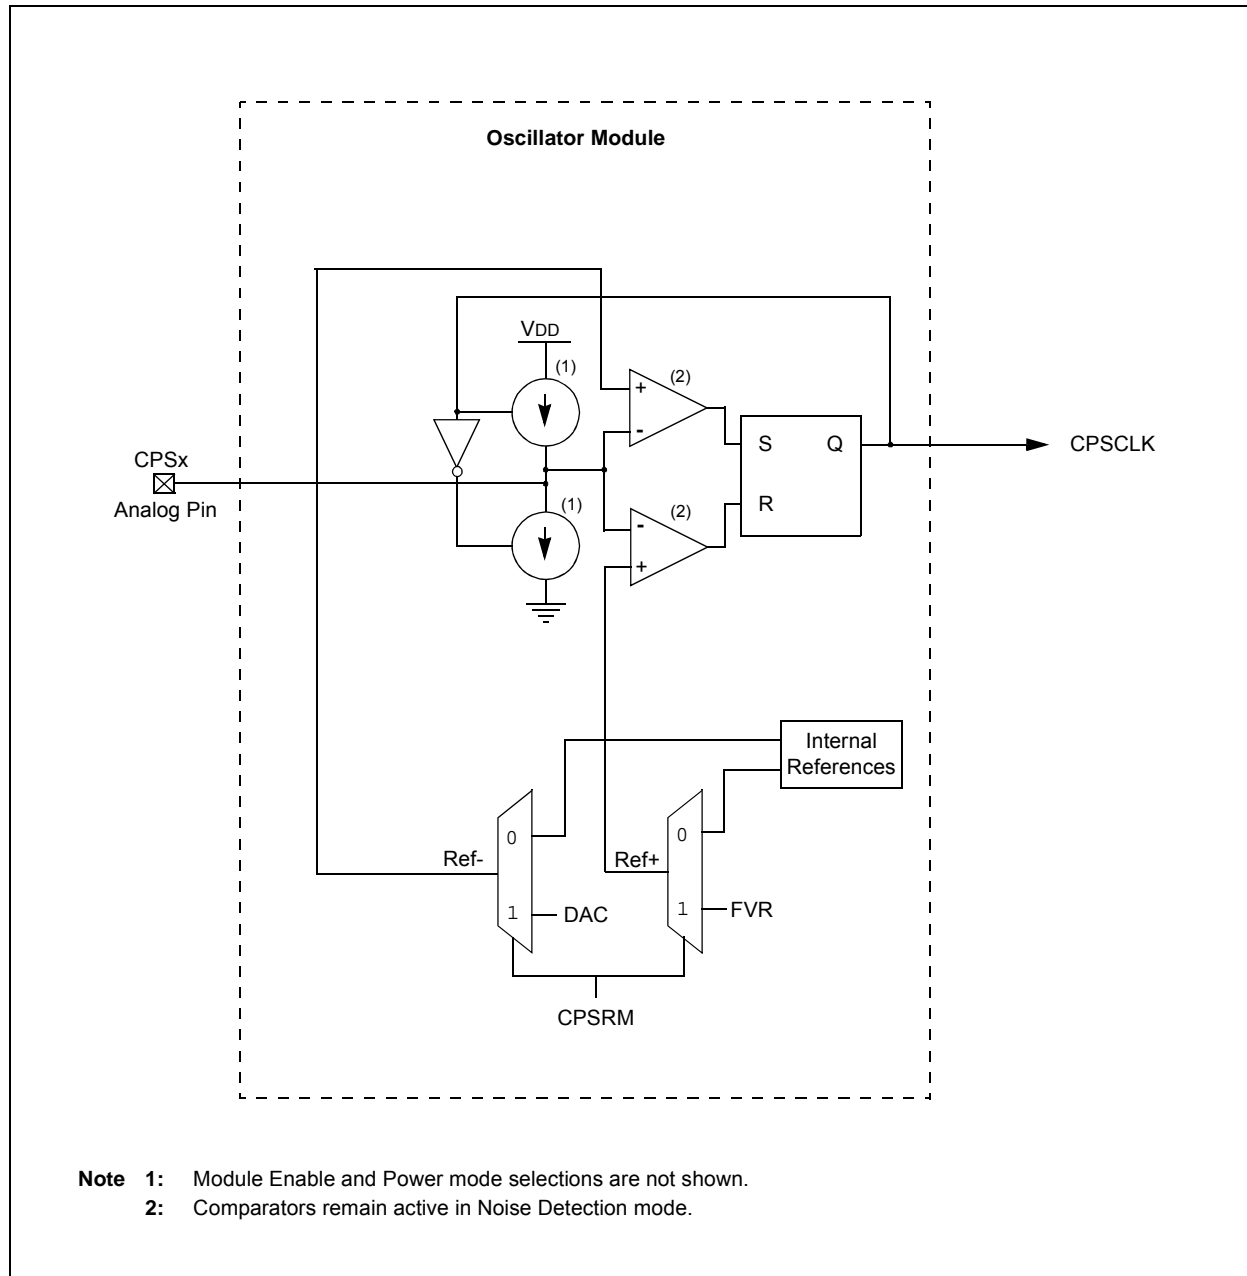 Oscillator Module
VDD
(1)
(2)
+
-
S Q
CPSCLK
CPSx
Analog Pin
(1)
(2)
R
-
+
Internal
References
0
0
Ref-
Ref+
1
DAC
1
FVR
CPSRM
Note 1: Module Enable and Power mode selections are not shown.
2: Comparators remain active in Noise Detection mode.